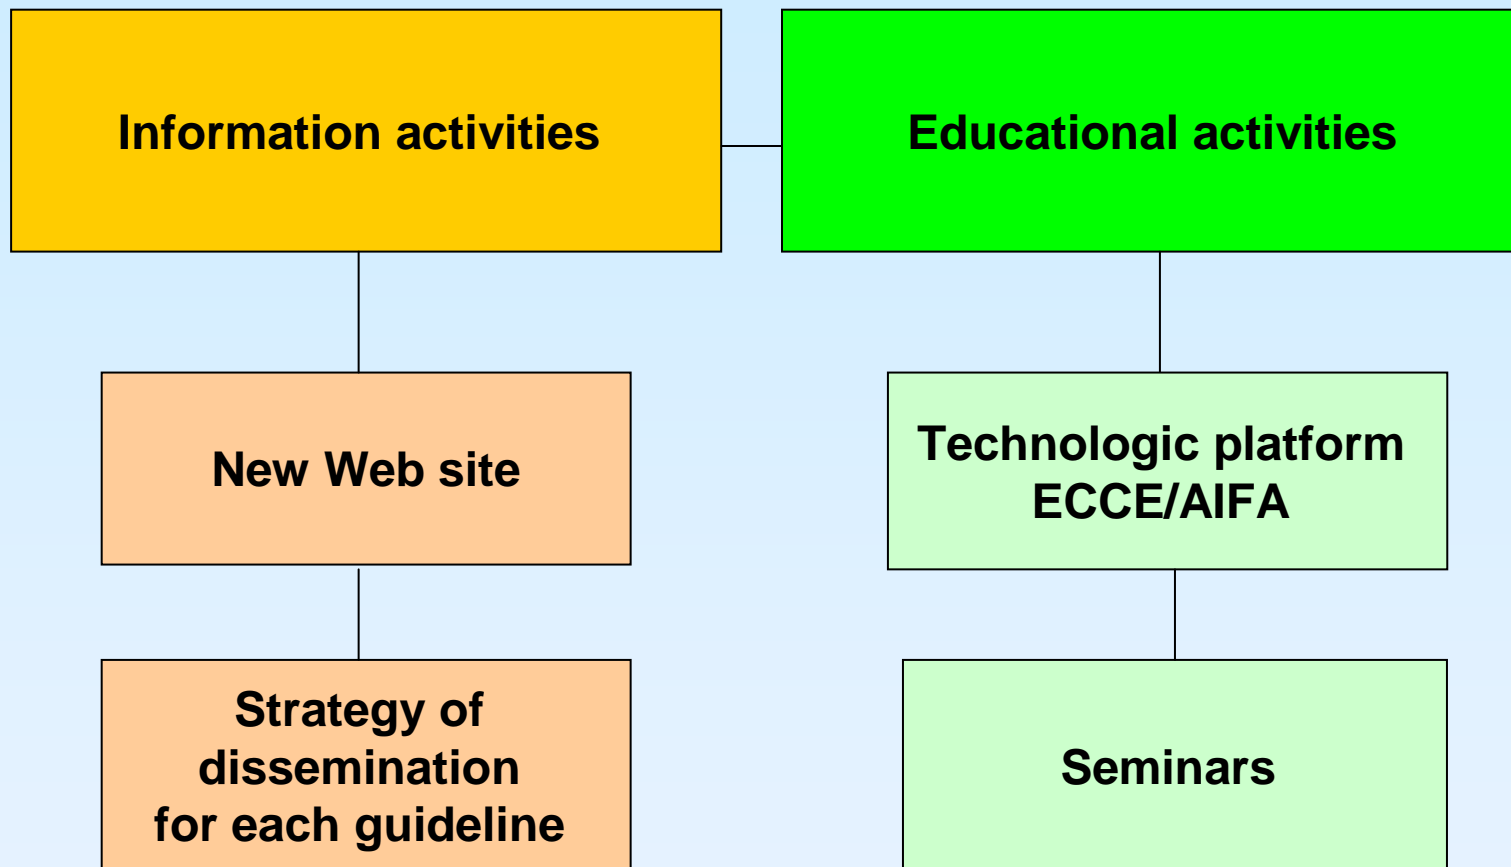 Information activities
Educational activities
New Web site
Technologic platform
ECCE/AIFA
Strategy of
dissemination
for each guideline
Seminars